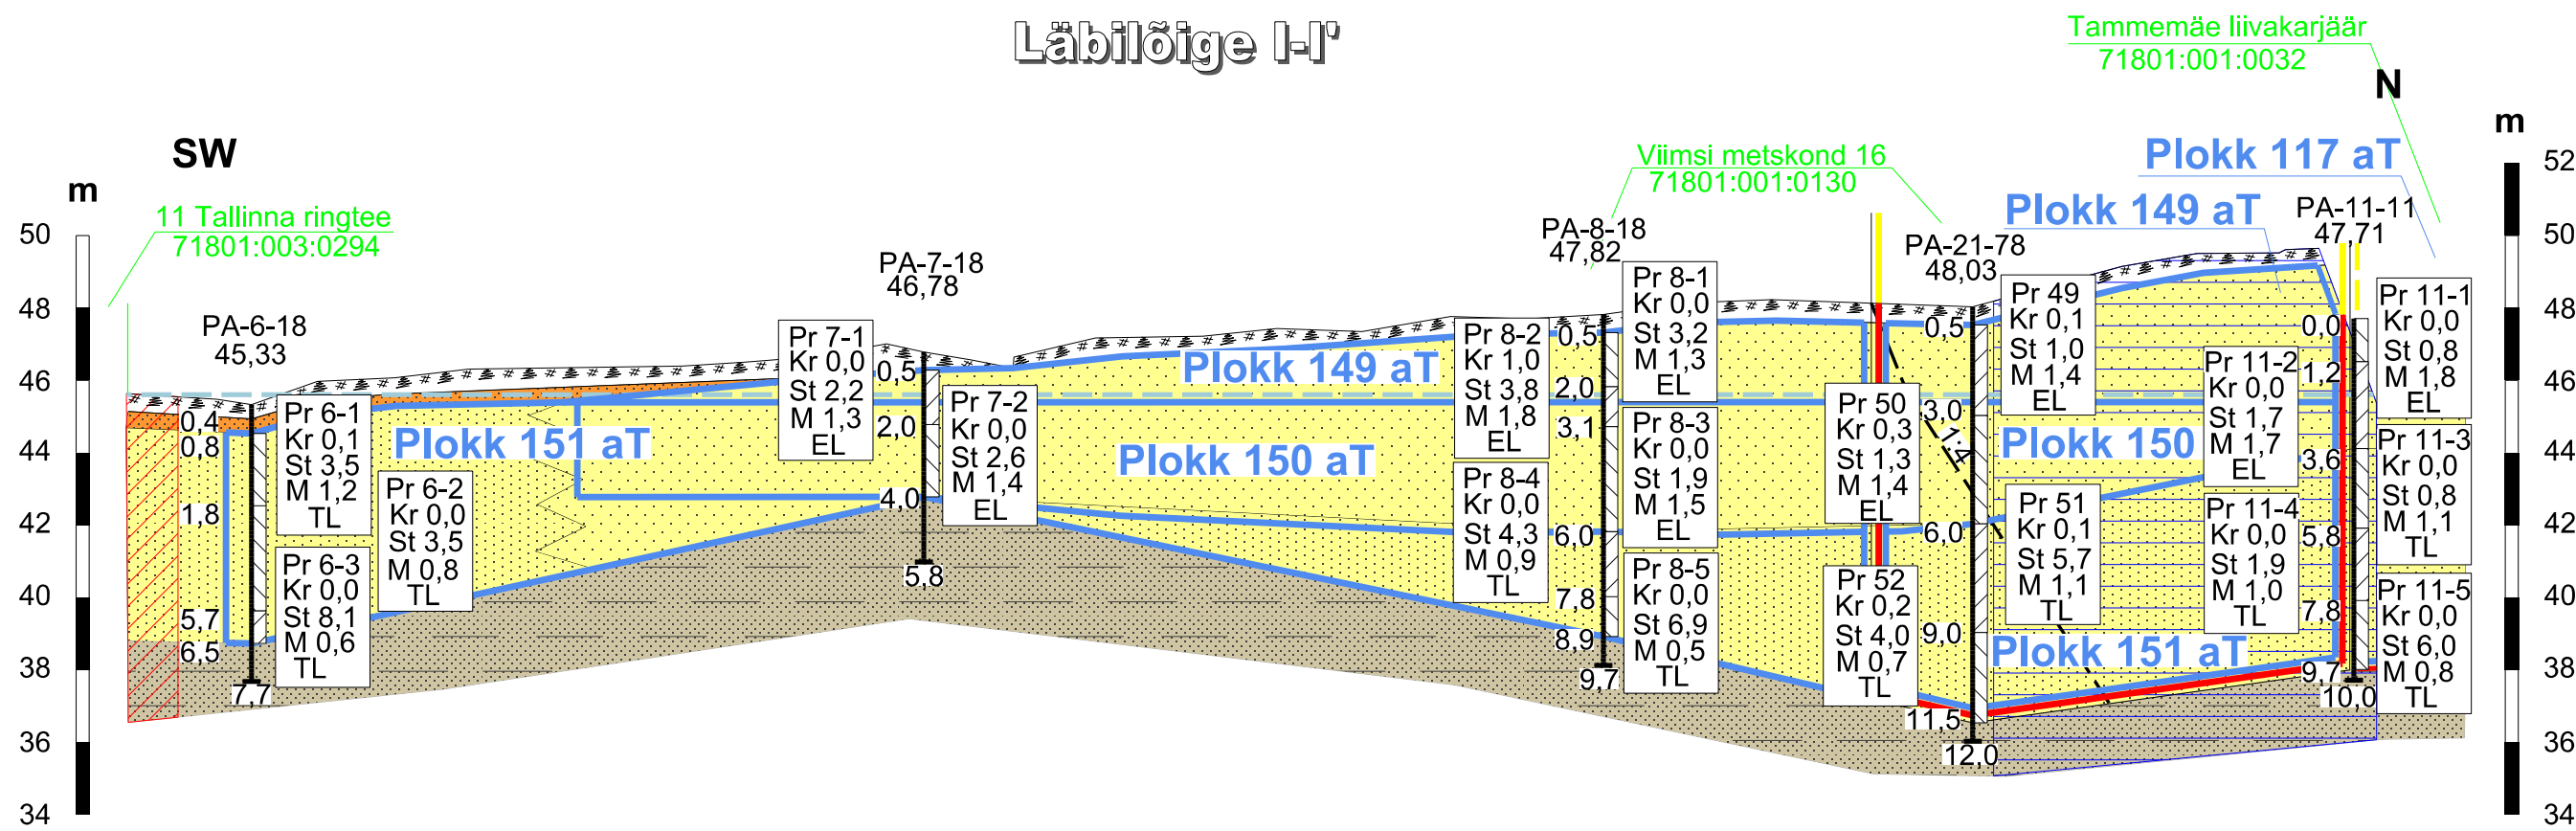 Läbilõige I-I'
Tammemäe liivakarjäär
71801:001:0032
N
SW
m
m
Viimsi metskond 16
71801:001:0130
Plokk 117 aT
Plokk 149 aT
11 Tallinna ringtee
71801:003:0294
50
48
46
44
42
40
38
36
34
52
50
48
46
44
42
40
38
36
34
PA-6-18
45,33
0,4
0,8
1,8
5,7
6,5
7,7
Pr 6-1
Kr 0,1
St 3,5
M 1,2
TL
Pr 6-2
Kr 0,0
St 3,5
M 0,8
TL
Pr 6-3
Kr 0,0
St 8,1
M 0,6
TL
Plokk 151 aT
PA-7-18
46,78
0,5
2,0
4,0
5,8
Pr 7-1
Kr 0,0
St 2,2
M 1,3
EL
Pr 7-2
Kr 0,0
St 2,6
M 1,4
EL
Plokk 149 aT
Plokk 150 aT
PA-8-18
47,82
0,5
2,0
3,1
6,0
7,8
8,9
9,7
Pr 8-1
Kr 0,0
St 3,2
M 1,3
EL
Pr 8-2
Kr 1,0
St 3,8
M 1,8
EL
Pr 8-3
Kr 0,0
St 1,9
M 1,5
EL
Pr 8-4
Kr 0,0
St 4,3
M 0,9
TL
Pr 8-5
Kr 0,0
St 6,9
M 0,5
TL
PA-21-78
48,03
0,5
3,0
1,4
6,0
9,0
11,5
12,0
Pr 49
Kr 0,1
St 1,0
M 1,4
EL
Pr 50
Kr 0,3
St 1,3
M 1,4
EL
Pr 51
Kr 0,1
St 5,7
M 1,1
TL
Pr 52
Kr 0,2
St 4,0
M 0,7
TL
Plokk 150
Plokk 151 aT
PA-11-11
47,71
0,0
1,2
3,6
5,8
7,8
9,7
10,0
Pr 11-1
Kr 0,0
St 0,8
M 1,8
EL
Pr 11-2
Kr 0,0
St 1,7
M 1,7
EL
Pr 11-3
Kr 0,0
St 0,8
M 1,1
TL
Pr 11-4
Kr 0,0
St 1,9
M 1,0
TL
Pr 11-5
Kr 0,0
St 6,0
M 0,8
TL